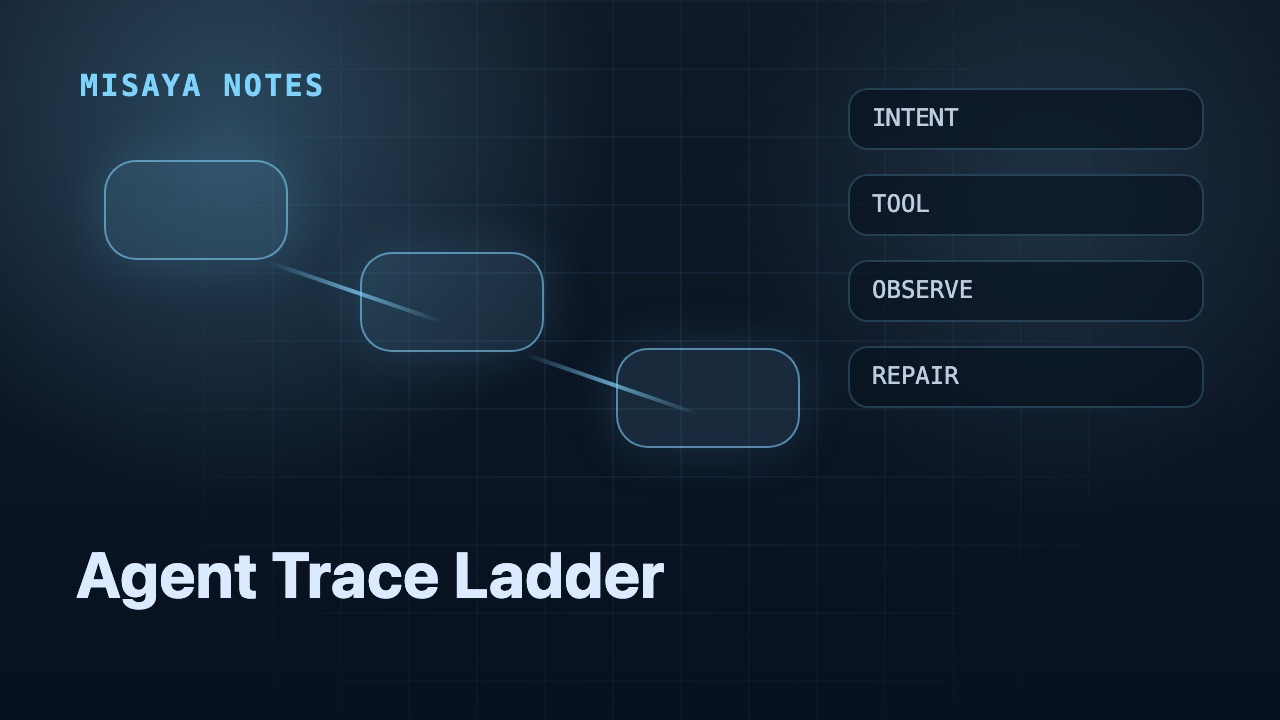 MISAYA NOTES
INTENT
TOOL
OBSERVE
REPAIR
Agent Trace Ladder